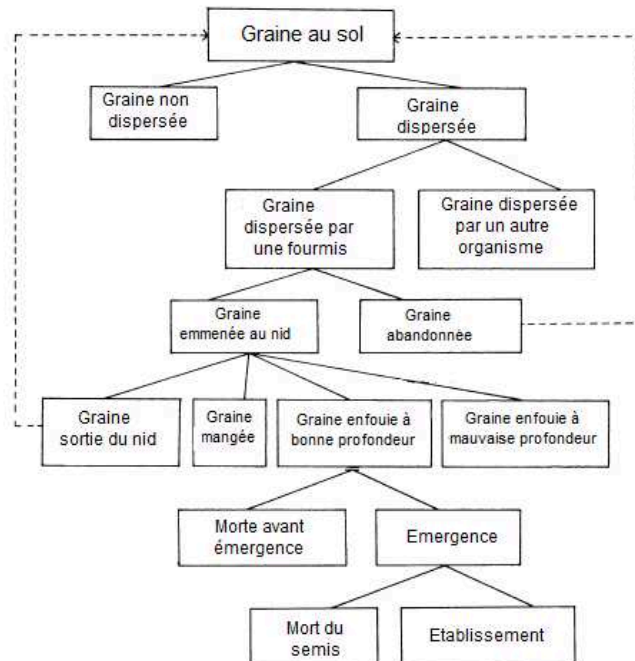 Graine au sol
Graine non
dispersée
Graine
dispersée
Graine
dispersée par
une fourmis
Graine dispersée
par un autre
organisme
Graine
emmenée au nid
Graine
abandonnée
Graine
sortie du nid
Graine
mangée
Graine enfouie à
bonne profondeur
Graine enfouie à
mauvaise profondeur
Morte avant
émergence
Emergence
Mort du
semis
Etablissement